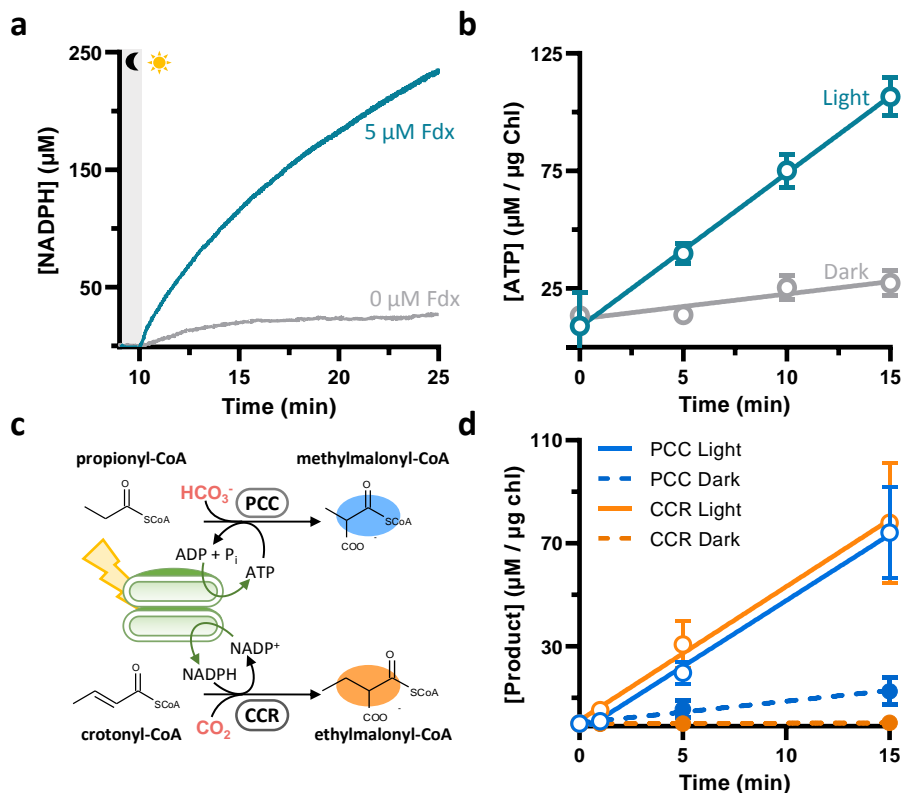 a
250
150
50
[NADPH] (µM)
5 µM Fdx
0 µM Fdx
10
15
20
25
Time (min)
b
125
75
25
[ATP] (µM / µg Chl)
Light
Dark
0
5
10
15
Time (min)
c
propionyl-CoA
methylmalonyl-CoA
HCO₃⁻
PCC
O
SCoA
O
SCoA
COO⁻
ADP + Pᵢ
ATP
NADP⁺
NADPH
O
SCoA
O
SCoA
COO⁻
CO₂
CCR
crotonyl-CoA
ethylmalonyl-CoA
d
110
70
30
[Product] (µM / µg chl)
PCC Light
PCC Dark
CCR Light
CCR Dark
0
5
10
15
Time (min)